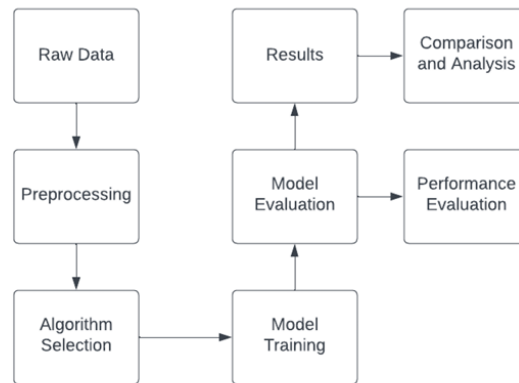 Raw Data
Preprocessing
Algorithm
Selection
Model
Training
Model
Evaluation
Performance
Evaluation
Results
Comparison
and Analysis